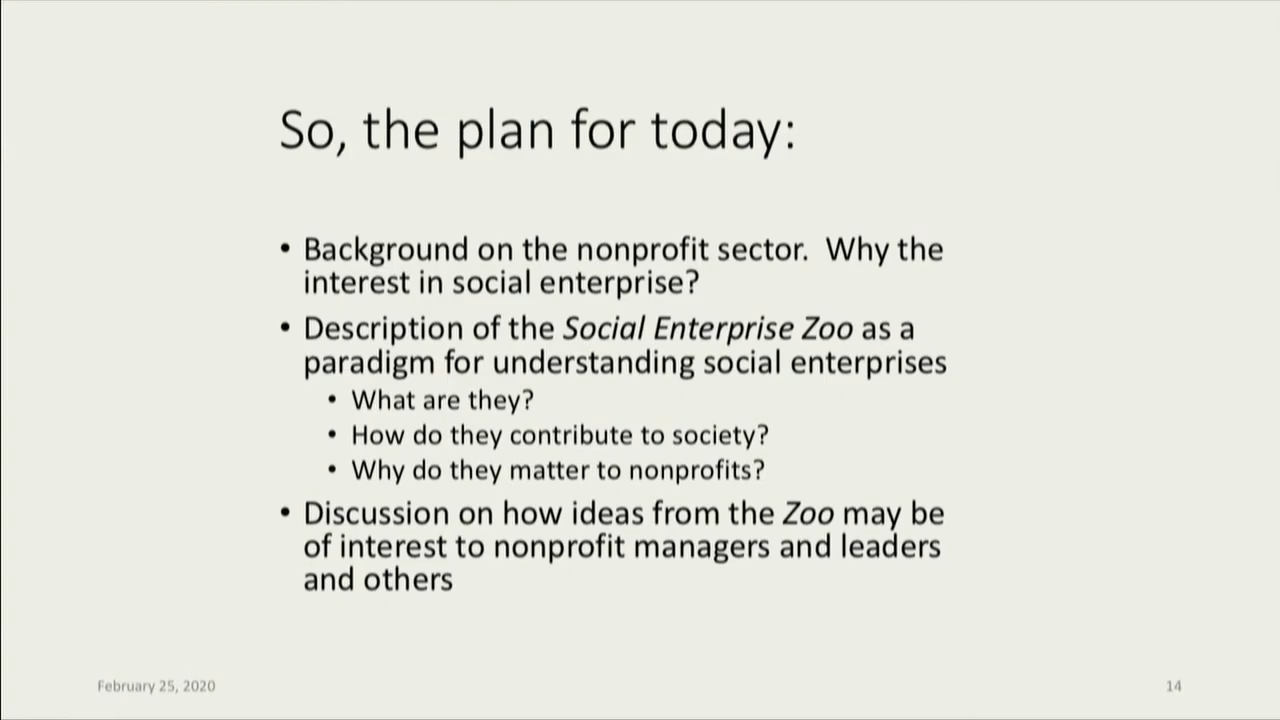 So, the plan for today:
• Background on the nonprofit sector.  Why the
interest in social enterprise?
• Description of the Social Enterprise Zoo as a
paradigm for understanding social enterprises
• What are they?
• How do they contribute to society?
• Why do they matter to nonprofits?
• Discussion on how ideas from the Zoo may be
of interest to nonprofit managers and leaders
and others
February 25, 2020
14